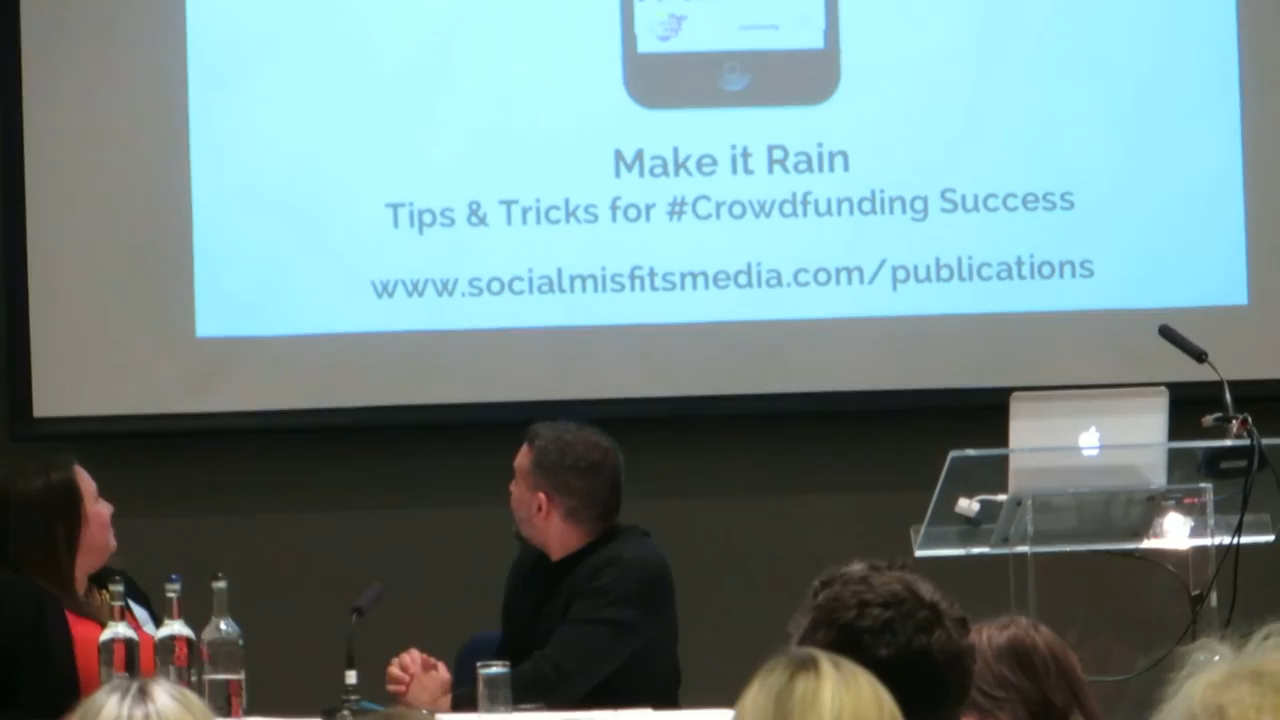 Make it Rain
Tips & Tricks for #Crowdfunding Success
www.socialmisfitsmedia.com/publications